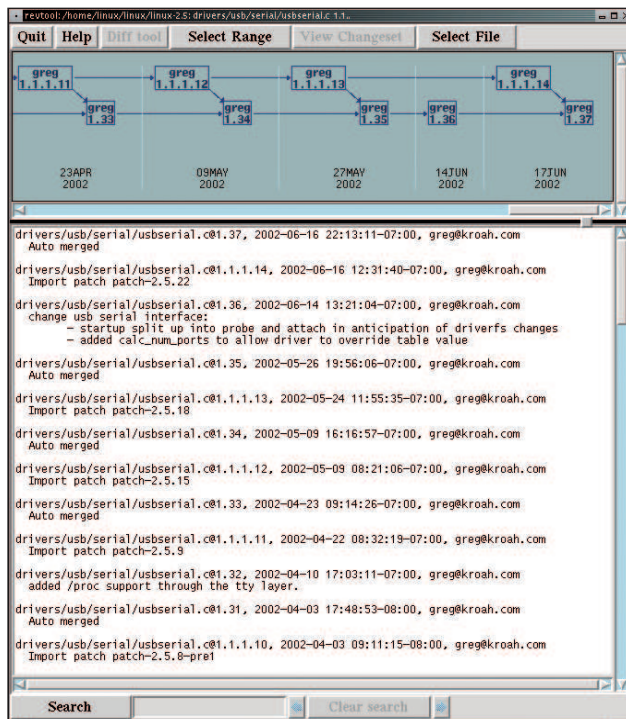 revtool: /home/linux/linux/linux-2.5: drivers/usb/serial/usbserial.c 1.1..
Quit Help Diff tool Select Range View Changeset Select File
greg greg greg greg
1.1.1.11 1.1.1.12 1.1.1.13 1.1.1.14
greg greg greg greg greg
1.33 1.34 1.35 1.36 1.37
23APR 09MAY 27MAY 14JUN 17JUN
2002 2002 2002 2002 2002
drivers/usb/serial/usbserial.c@1.37, 2002-06-16 22:13:11-07:00, greg@kroah.com
Auto merged
drivers/usb/serial/usbserial.c@1.1.1.14, 2002-06-16 12:31:40-07:00, greg@kroah.com
Import patch patch-2.5.22
drivers/usb/serial/usbserial.c@1.36, 2002-06-14 13:21:04-07:00, greg@kroah.com
change usb serial interface:
- startup split up into probe and attach in anticipation of driverfs changes
- added calc_num_ports to allow driver to override table value
drivers/usb/serial/usbserial.c@1.35, 2002-05-26 19:56:06-07:00, greg@kroah.com
Auto merged
drivers/usb/serial/usbserial.c@1.1.1.13, 2002-05-24 11:55:35-07:00, greg@kroah.com
Import patch patch-2.5.18
drivers/usb/serial/usbserial.c@1.34, 2002-05-09 16:16:57-07:00, greg@kroah.com
Auto merged
drivers/usb/serial/usbserial.c@1.1.1.12, 2002-05-09 08:21:06-07:00, greg@kroah.com
Import patch patch-2.5.15
drivers/usb/serial/usbserial.c@1.33, 2002-04-23 09:14:26-07:00, greg@kroah.com
Auto merged
drivers/usb/serial/usbserial.c@1.1.1.11, 2002-04-22 08:32:19-07:00, greg@kroah.com
Import patch patch-2.5.9
drivers/usb/serial/usbserial.c@1.32, 2002-04-10 17:03:11-07:00, greg@kroah.com
added /proc support through the tty layer.
drivers/usb/serial/usbserial.c@1.31, 2002-04-03 17:48:53-08:00, greg@kroah.com
Auto merged
drivers/usb/serial/usbserial.c@1.1.1.10, 2002-04-03 09:11:15-08:00, greg@kroah.com
Import patch patch-2.5.8-pre1
Search Clear search